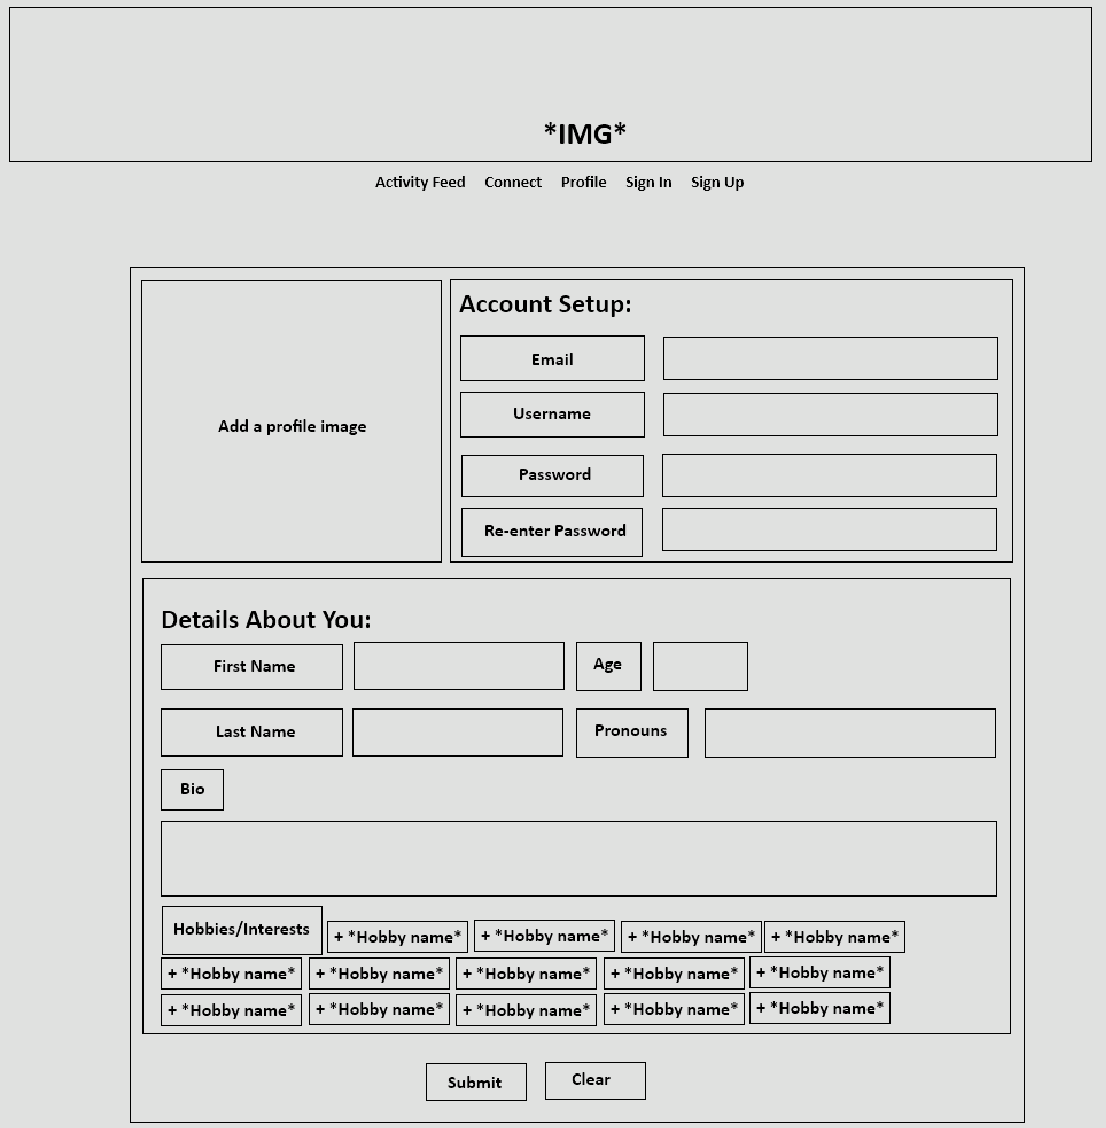 *IMG*
Activity Feed Connect Profile Sign In Sign Up
Add a profile image
Account Setup:
Email
Username
Password
Re-enter Password
Details About You:
First Name Age
Last Name Pronouns
Bio
Hobbies/Interests + *Hobby name* + *Hobby name* + *Hobby name* + *Hobby name*
+ *Hobby name* + *Hobby name* + *Hobby name* + *Hobby name* + *Hobby name*
+ *Hobby name* + *Hobby name* + *Hobby name* + *Hobby name* + *Hobby name*
Submit Clear